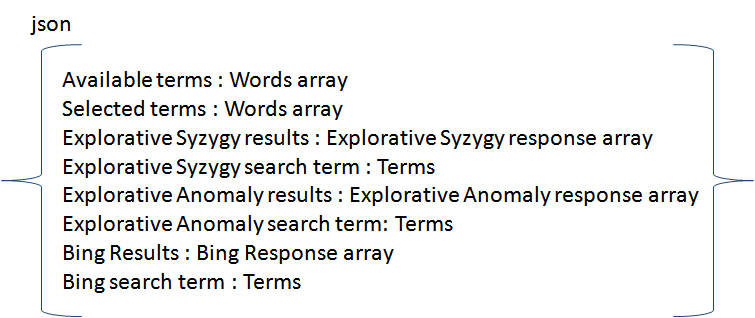 json
Available terms : Words array
Selected terms : Words array
Explorative Syzygy results : Explorative Syzygy response array
Explorative Syzygy search term : Terms
Explorative Anomaly results : Explorative Anomaly response array
Explorative Anomaly search term: Terms
Bing Results : Bing Response array
Bing search term : Terms